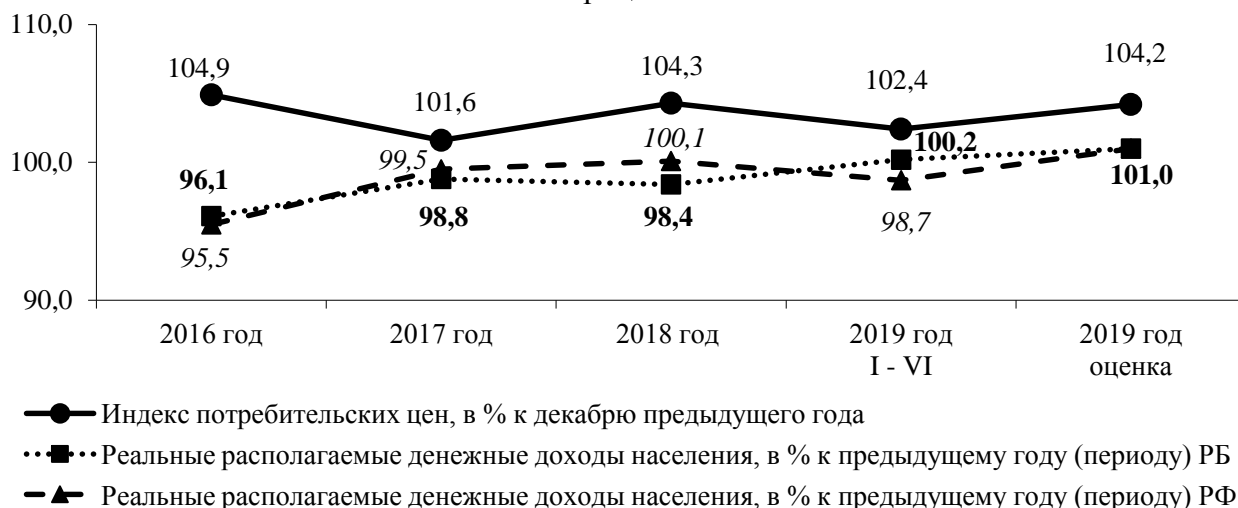 110,0
104,9
101,6
104,3
102,4
104,2
100,0
99,5
100,1
100,2
96,1
98,8
98,4
98,7
101,0
95,5
90,0
2016 год
2017 год
2018 год
2019 год
I - VI
2019 год
оценка
Индекс потребительских цен, в % к декабрю предыдущего года
Реальные располагаемые денежные доходы населения, в % к предыдущему году (периоду) РБ
Реальные располагаемые денежные доходы населения, в % к предыдущему году (периоду) РФ